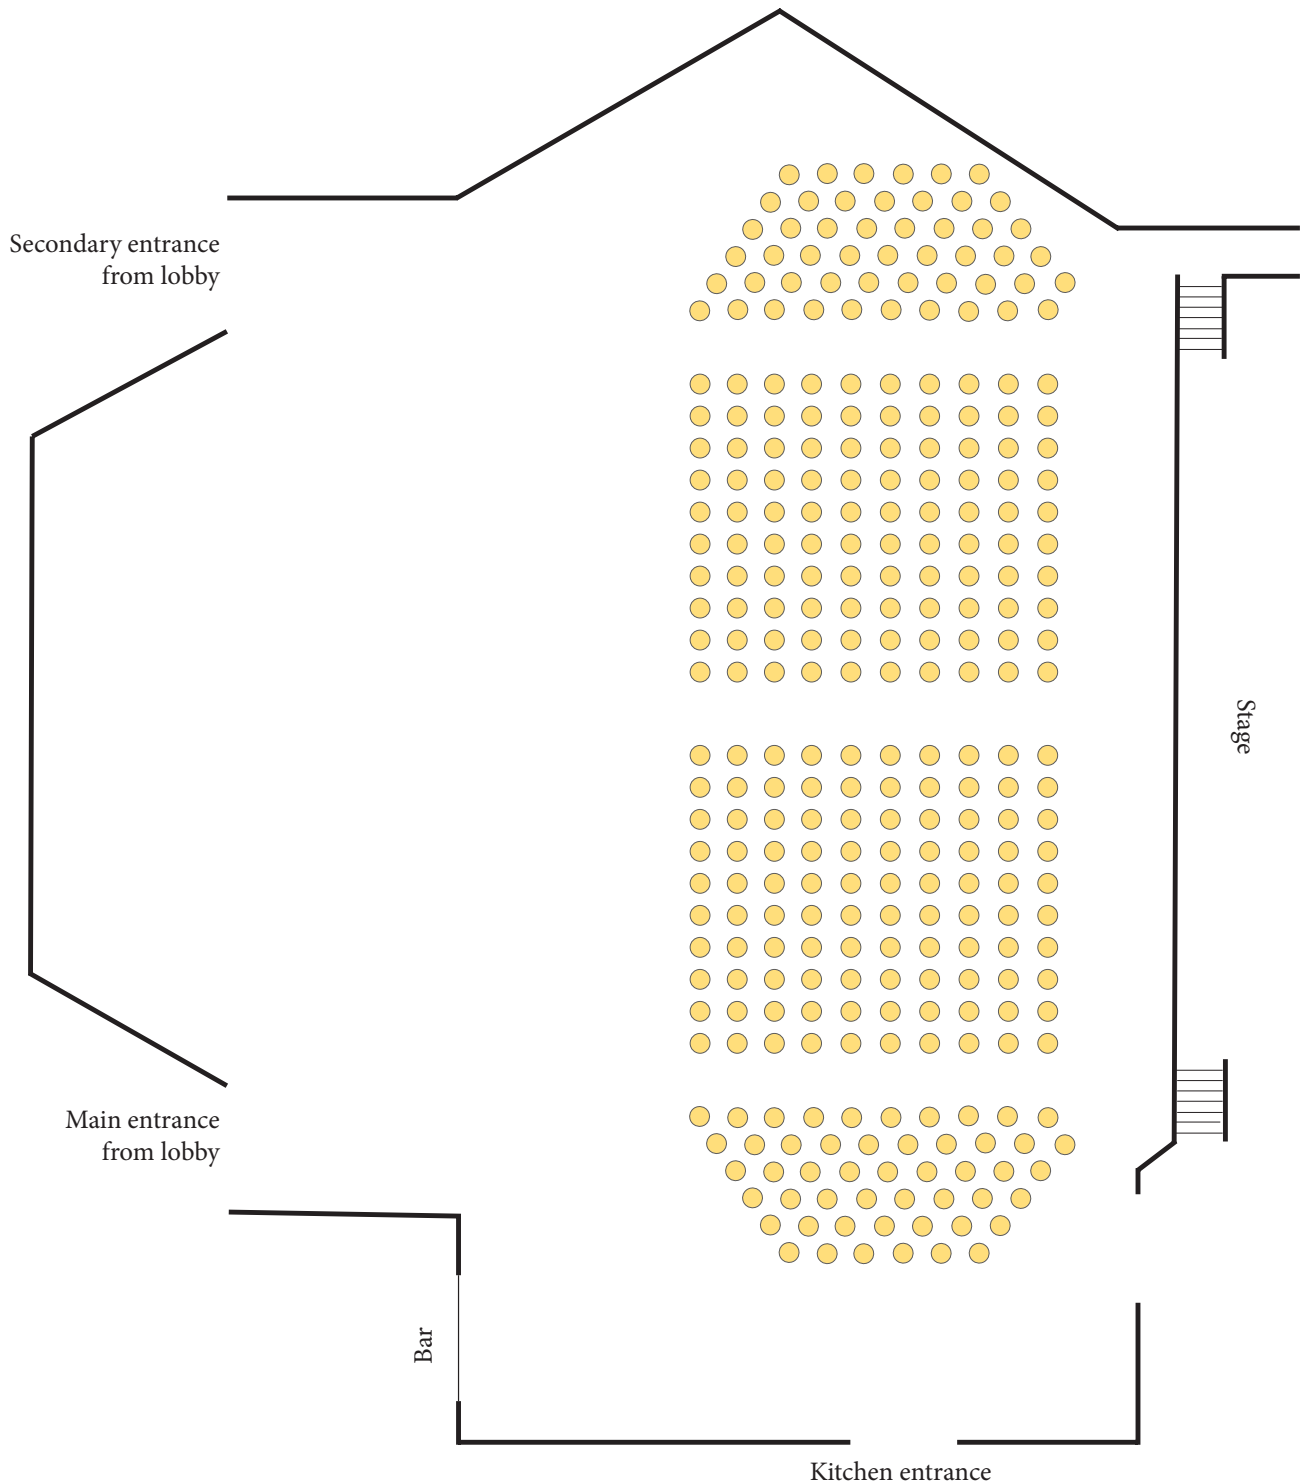 Secondary entrance
from lobby
Stage
Main entrance
from lobby
Bar
Kitchen entrance